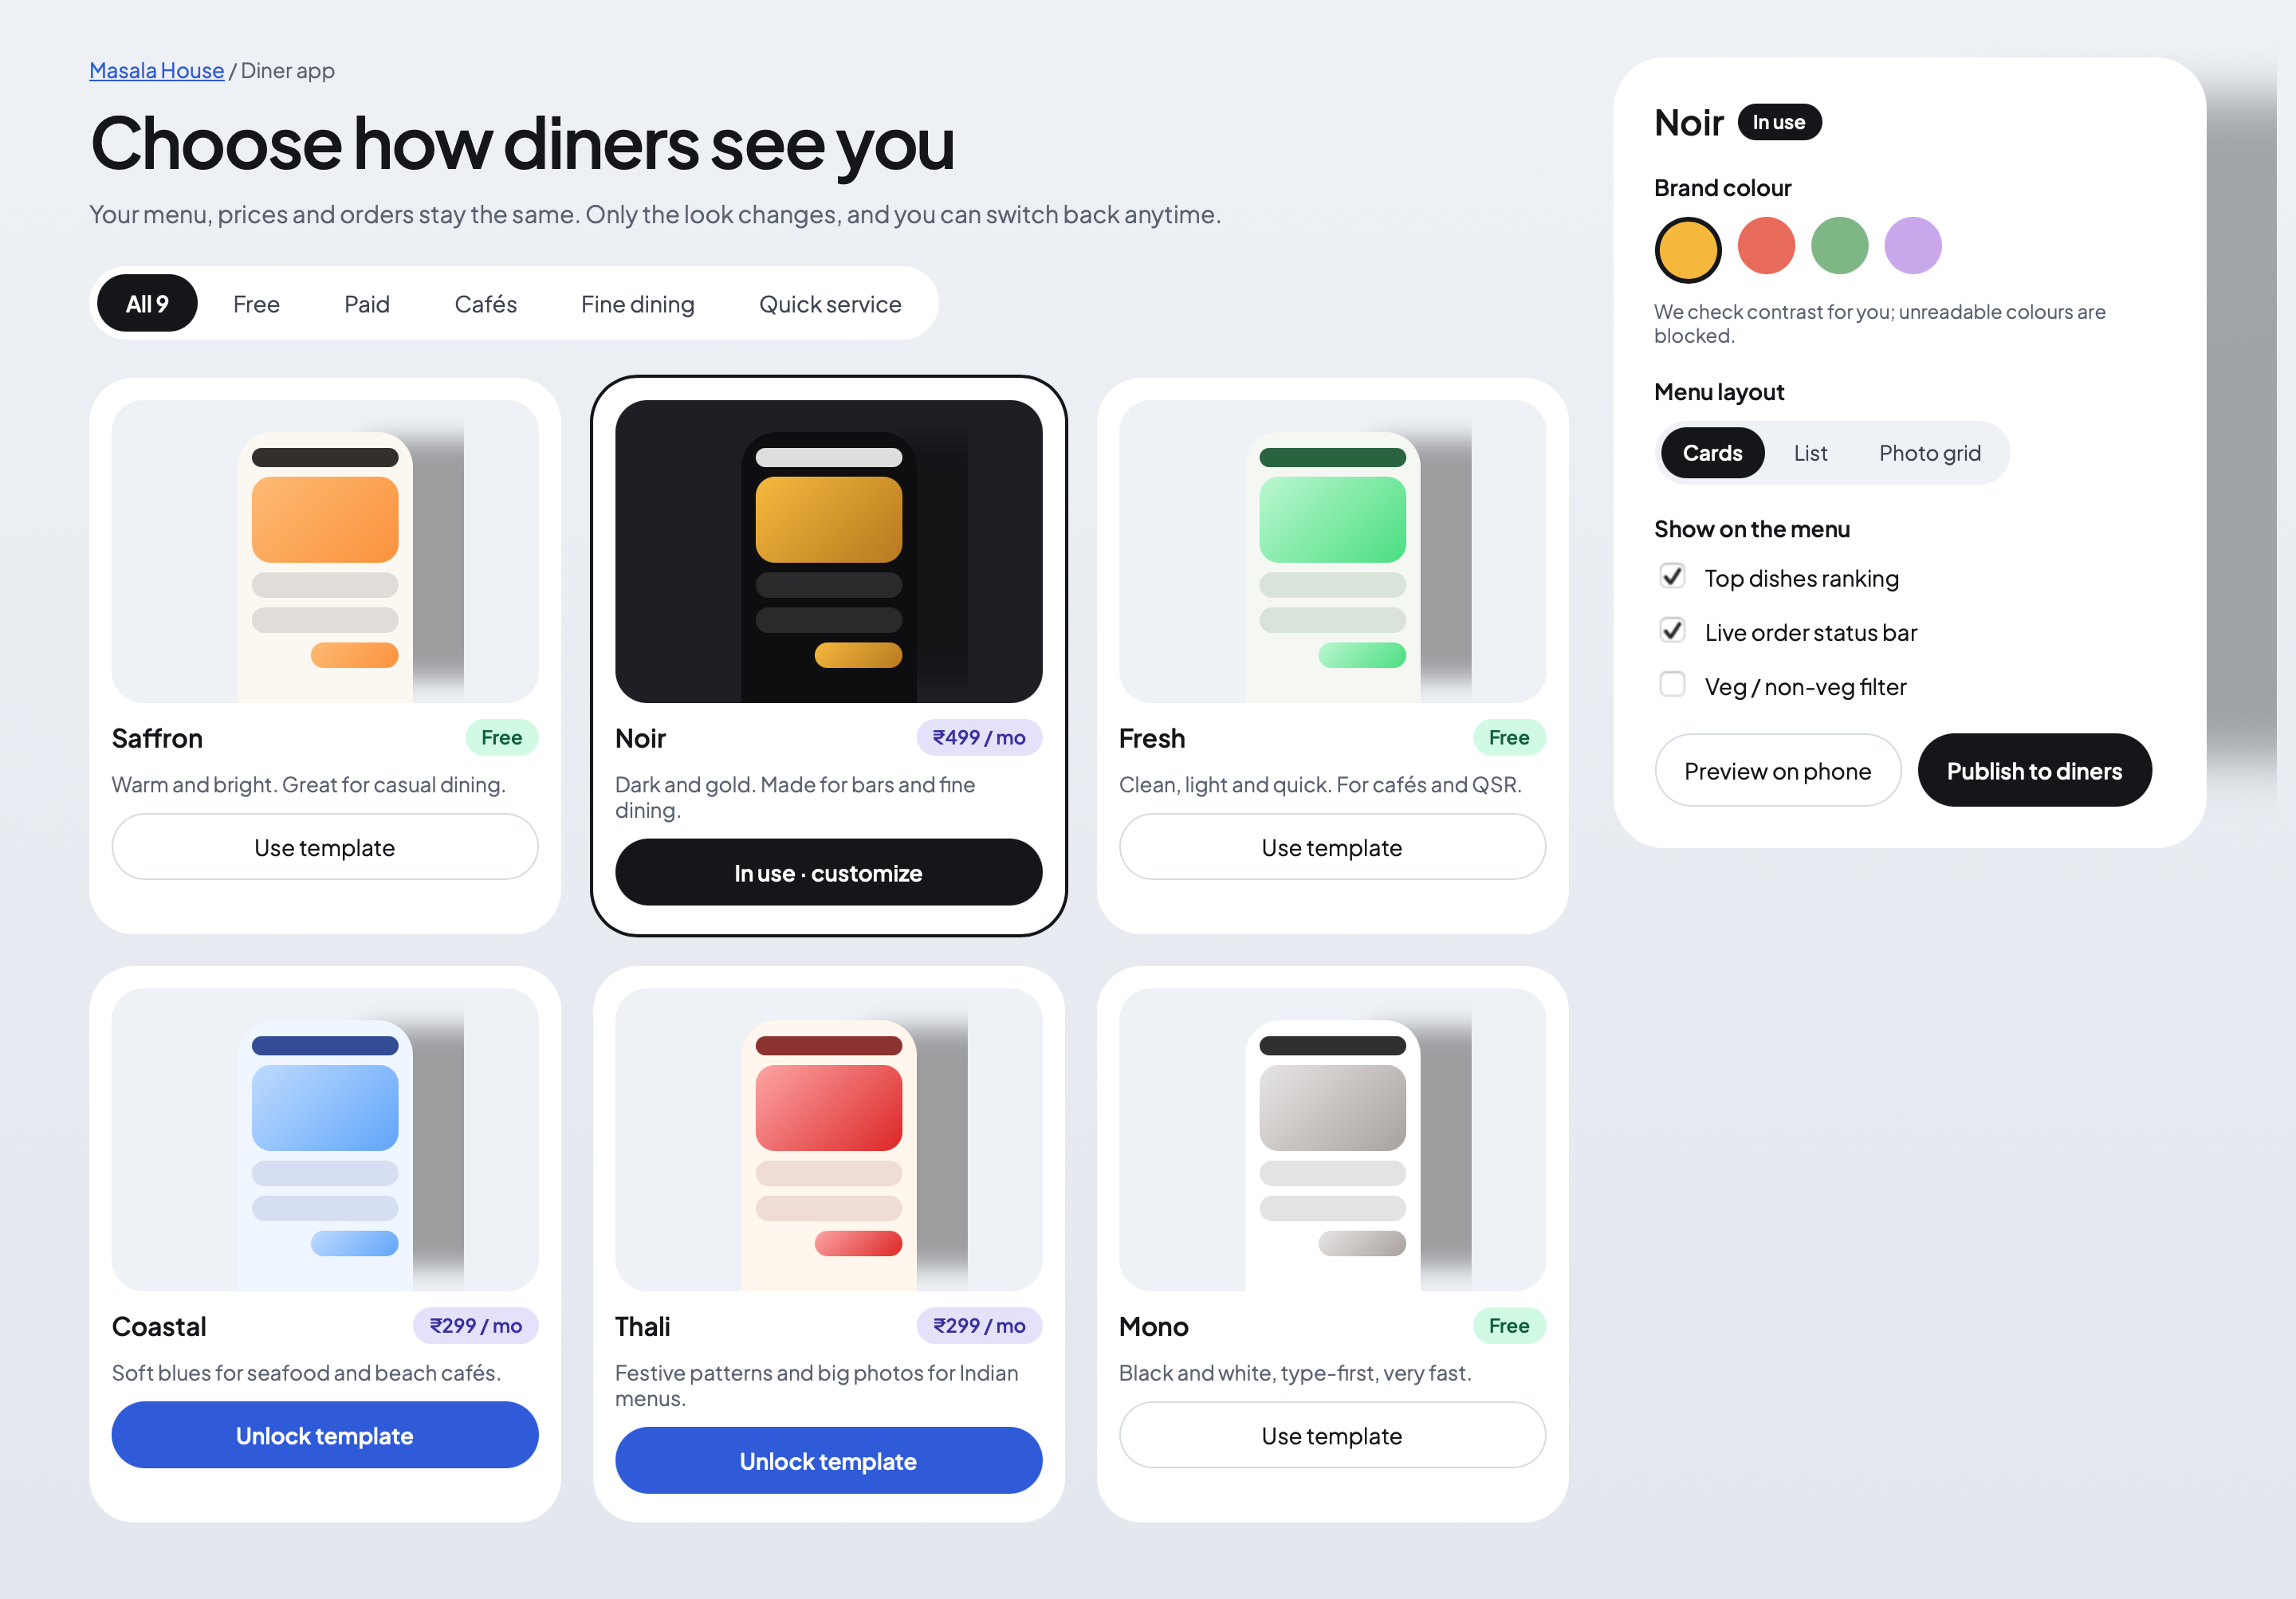 Masala House / Diner app
Choose how diners see you
Your menu, prices and orders stay the same. Only the look changes, and you can switch back anytime.
All 9
Free
Paid
Cafés
Fine dining
Quick service
Saffron
Free
Warm and bright. Great for casual dining.
Use template
Noir
₹499 / mo
Dark and gold. Made for bars and fine
dining.
In use · customize
Fresh
Free
Clean, light and quick. For cafés and QSR.
Use template
Coastal
₹299 / mo
Soft blues for seafood and beach cafés.
Unlock template
Thali
₹299 / mo
Festive patterns and big photos for Indian
menus.
Unlock template
Mono
Free
Black and white, type-first, very fast.
Use template
Noir
In use
Brand colour
We check contrast for you; unreadable colours are
blocked.
Menu layout
Cards
List
Photo grid
Show on the menu
Top dishes ranking
Live order status bar
Veg / non-veg filter
Preview on phone
Publish to diners